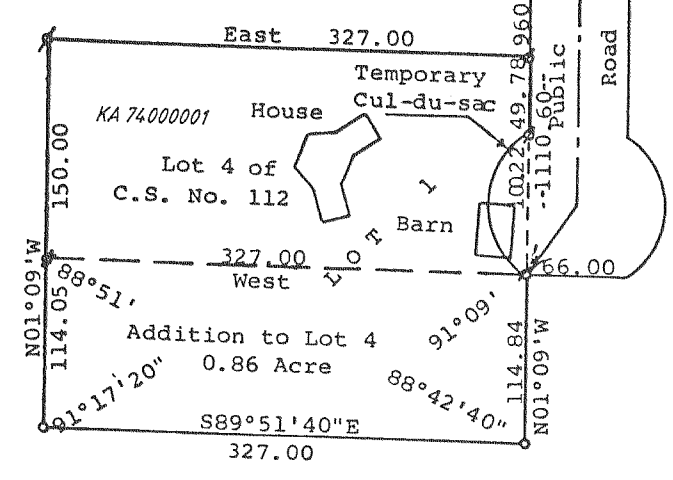 East 327.00
Temporary
Cul-du-sac
KA 74000001
House
Lot 4 of
C.S. No. 112
150.00
49.78
960
60--
Public
Road
LOT 1
Barn
327.00
West
66.00
N01°09'W
114.05
88°51'
Addition to Lot 4
0.86 Acre
91°09'
91°17'20"
88°42'40"
114.84
N01°09'W
S89°51'40"E
327.00